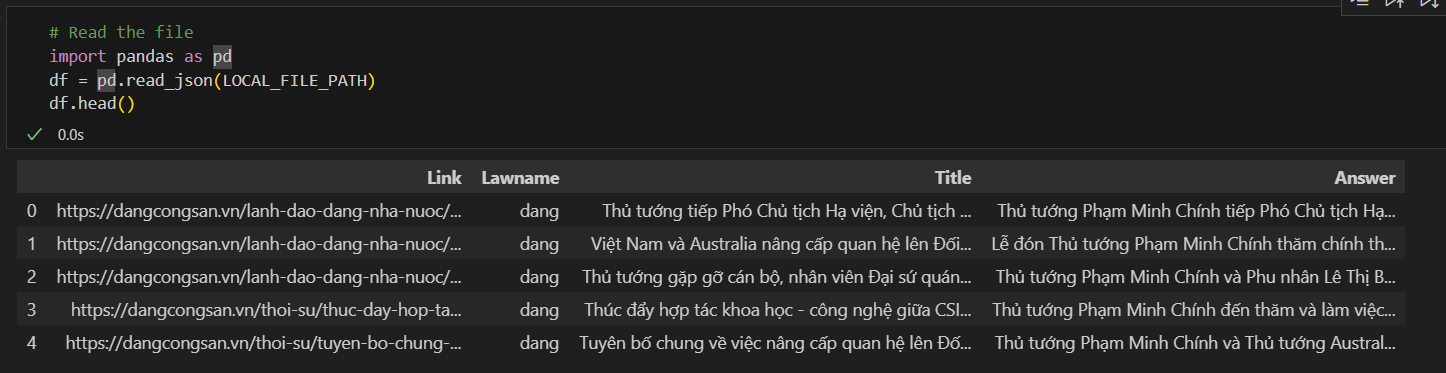 # Read the file
import pandas as pd
df = pd.read_json(LOCAL_FILE_PATH)
df.head()
0.0s
Link Lawname Title Answer
0 https://dangcongsan.vn/lanh-dao-dang-nha-nuoc/... dang Thủ tướng tiếp Phó Chủ tịch Hạ viện, Chủ tịch ... Thủ tướng Phạm Minh Chính tiếp Phó Chủ tịch Hạ...
1 https://dangcongsan.vn/lanh-dao-dang-nha-nuoc/... dang Việt Nam và Australia nâng cấp quan hệ lên Đối... Lễ đón Thủ tướng Phạm Minh Chính thăm chính th...
2 https://dangcongsan.vn/lanh-dao-dang-nha-nuoc/... dang Thủ tướng gặp gỡ cán bộ, nhân viên Đại sứ quán... Thủ tướng Phạm Minh Chính và Phu nhân Lê Thị B...
3 https://dangcongsan.vn/thoi-su/thuc-day-hop-ta... dang Thúc đẩy hợp tác khoa học - công nghệ giữa CSI... Thủ tướng Phạm Minh Chính đến thăm và làm việc...
4 https://dangcongsan.vn/thoi-su/tuyen-bo-chung-... dang Tuyên bố chung về việc nâng cấp quan hệ lên Đố... Thủ tướng Phạm Minh Chính và Thủ tướng Austral...